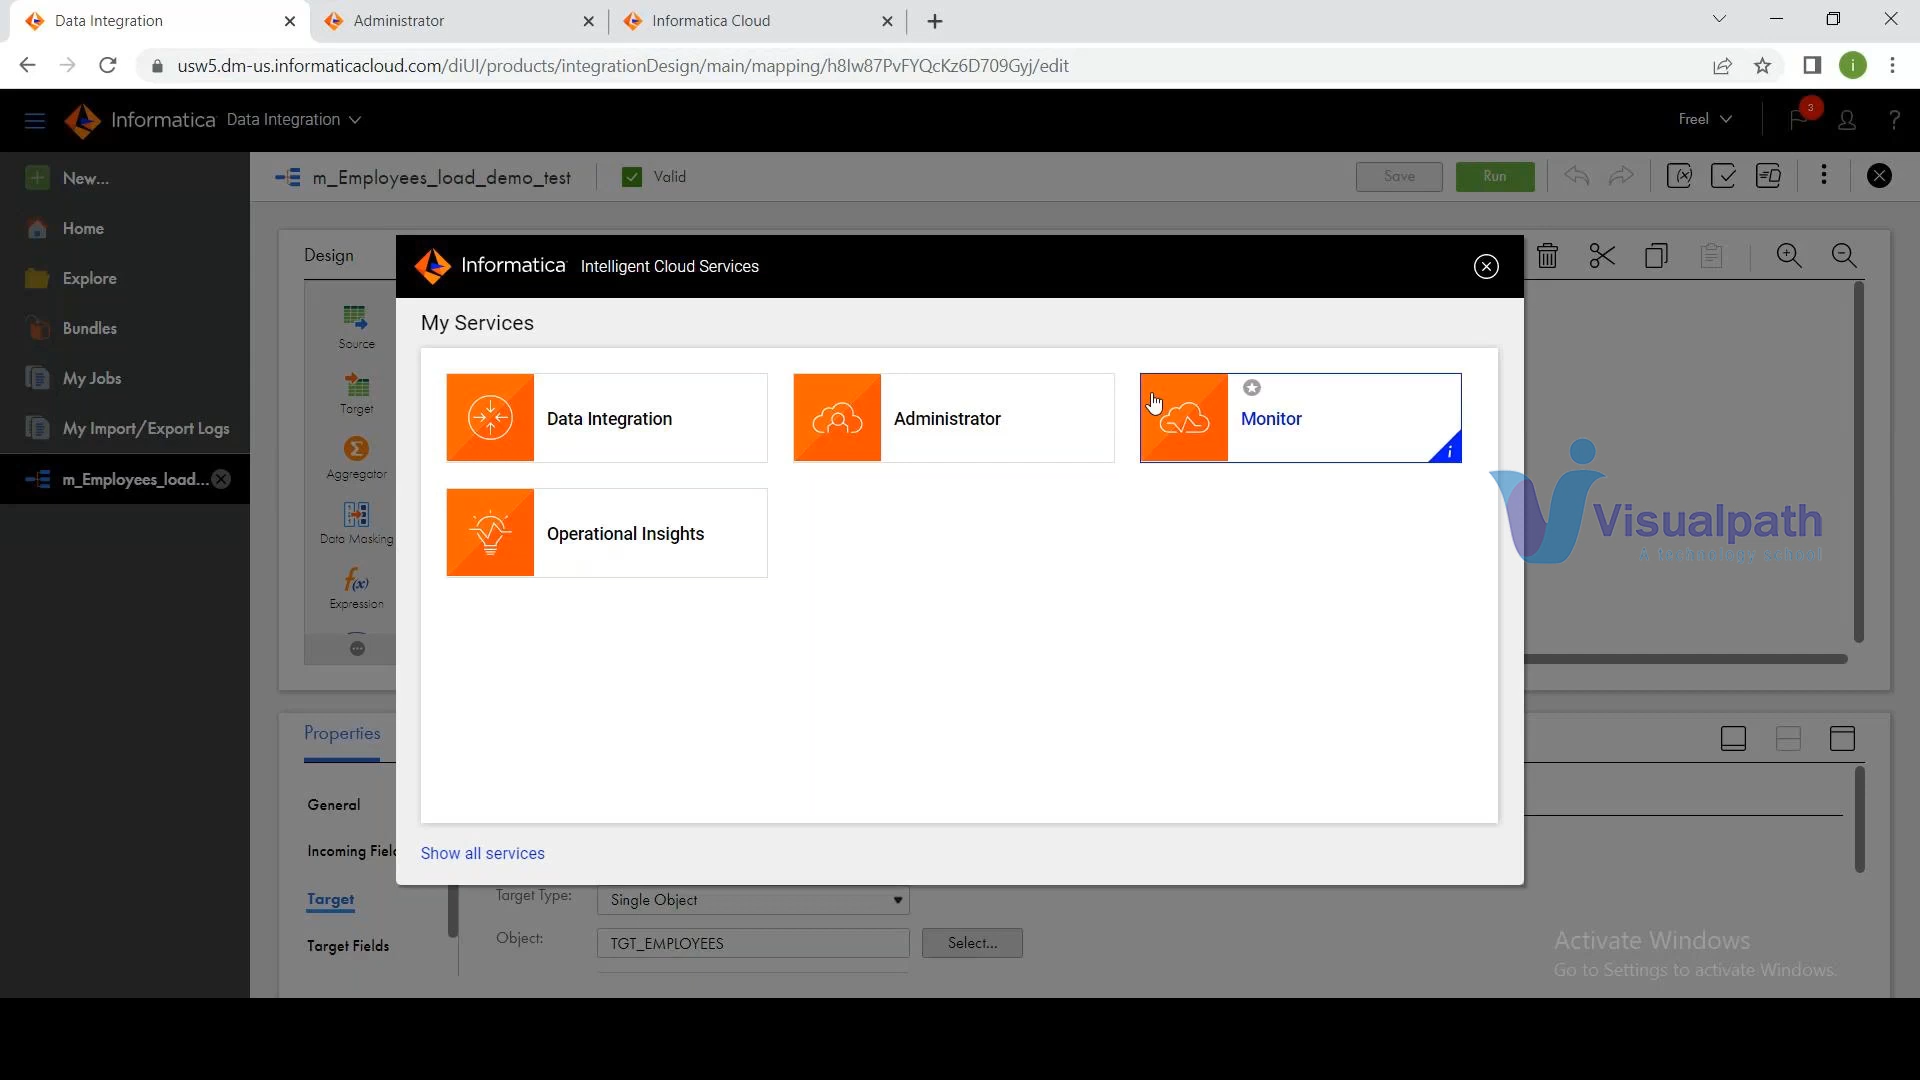 Data Integration
Administrator
Informatica Cloud
usw5.dm-us.informaticacloud.com/diUI/products/integrationDesign/main/mapping/h8lw87PvFYQcKz6D709Gyj/edit
i
Informatica Data Integration
Freel
3
?
New...
Home
Explore
Bundles
My Jobs
My Import/Export Logs
m_Employees_load...
m_Employees_load_demo_test
Valid
Save
Run
Design
Source
Target
Aggregator
Data Masking
f(x)
Expression
Informatica Intelligent Cloud Services
My Services
Data Integration
Administrator
Monitor
i
Operational Insights
Show all services
Visualpath
A technology school
Properties
General
Incoming Fiel
Target
Target Fields
Target Type:
Single Object
Object:
TGT_EMPLOYEES
Select...
Activate Windows
Go to Settings to activate Windows.